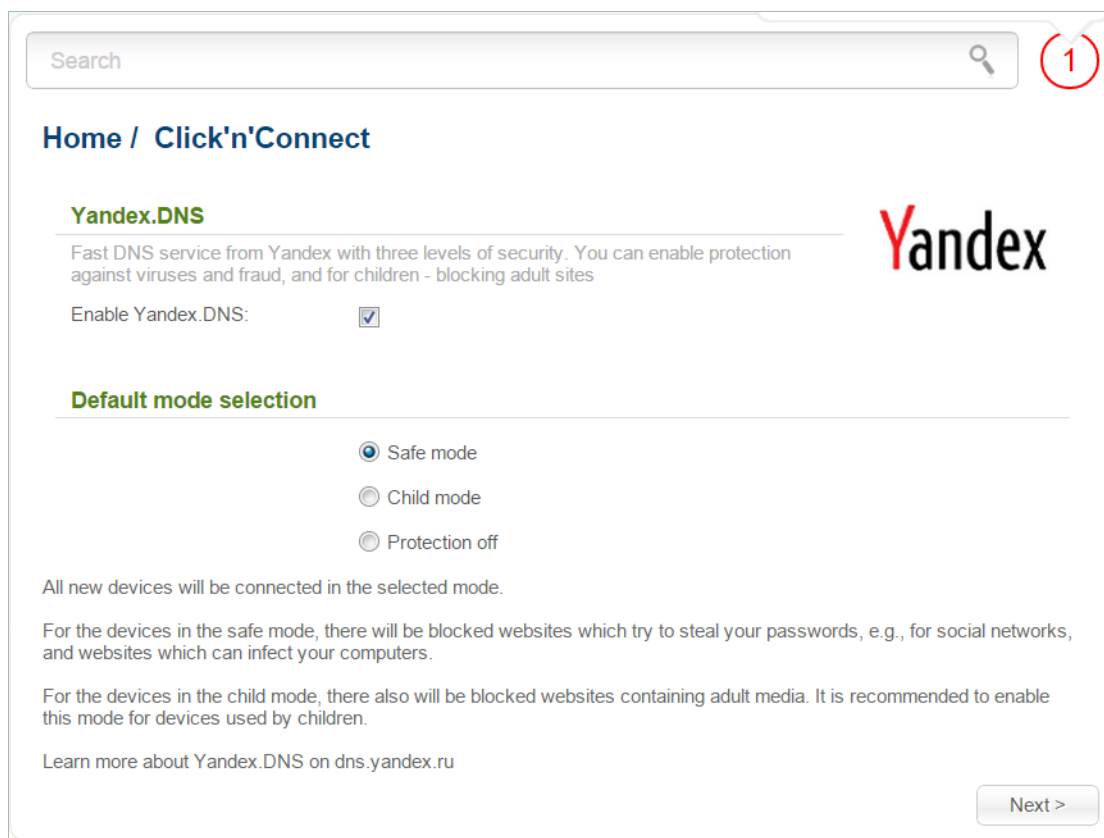 Search
1
Home / Click'n'Connect
Yandex.DNS
Yandex
Fast DNS service from Yandex with three levels of security. You can enable protection
against viruses and fraud, and for children - blocking adult sites
Enable Yandex.DNS:
Default mode selection
Safe mode
Child mode
Protection off
All new devices will be connected in the selected mode.
For the devices in the safe mode, there will be blocked websites which try to steal your passwords, e.g., for social networks,
and websites which can infect your computers.
For the devices in the child mode, there also will be blocked websites containing adult media. It is recommended to enable
this mode for devices used by children.
Learn more about Yandex.DNS on dns.yandex.ru
Next >